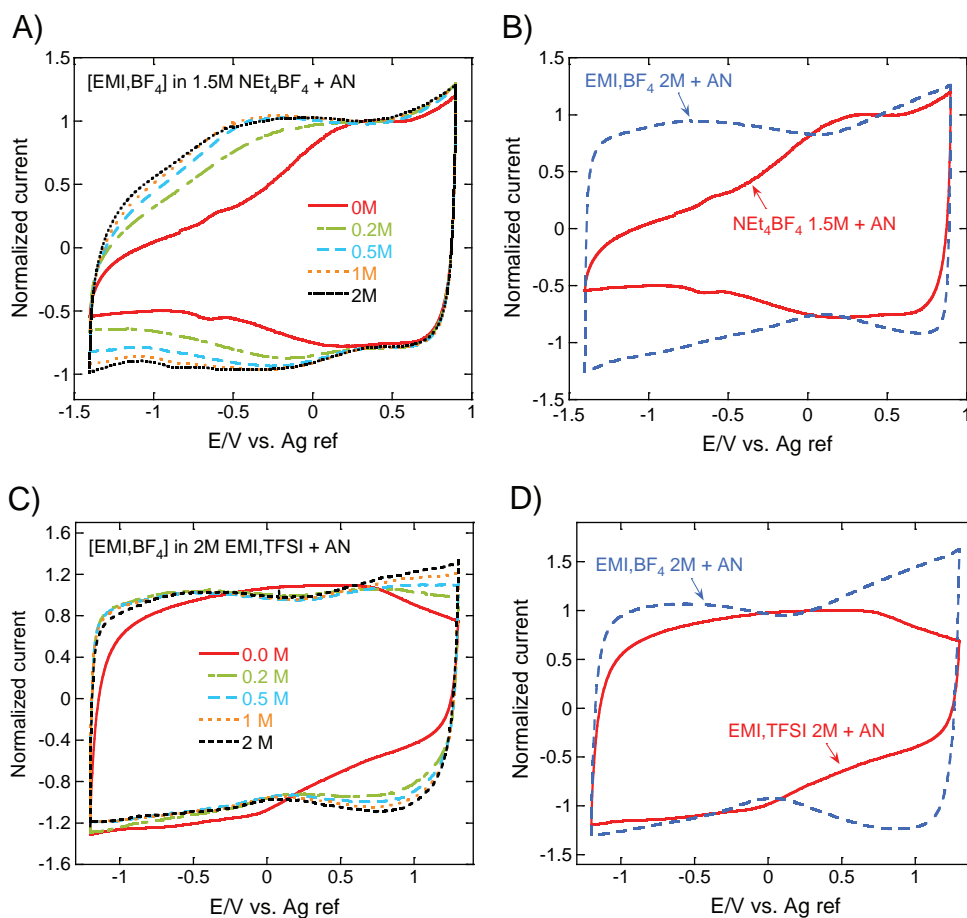 A)
[EMI,BF₄] in 1.5M NEt₄BF₄ + AN
1.5
1
0.5
0
-0.5
-1
Normalized current
0M
0.2M
0.5M
1M
2M
-1.5
-1
-0.5
0
0.5
1
E/V vs. Ag ref
B)
EMI,BF₄ 2M + AN
NEt₄BF₄ 1.5M + AN
1.5
1
0.5
0
-0.5
-1
-1.5
Normalized current
-1.5
-1
-0.5
0
0.5
1
E/V vs. Ag ref
C)
[EMI,BF₄] in 2M EMI,TFSI + AN
1.6
1.2
0.8
0.4
0
-0.4
-0.8
-1.2
-1.6
Normalized current
0.0 M
0.2 M
0.5 M
1 M
2 M
-1
-0.5
0
0.5
1
E/V vs. Ag ref
D)
EMI,BF₄ 2M + AN
EMI,TFSI 2M + AN
1.5
1
0.5
0
-0.5
-1
-1.5
Normalized current
-1
-0.5
0
0.5
1
E/V vs. Ag ref